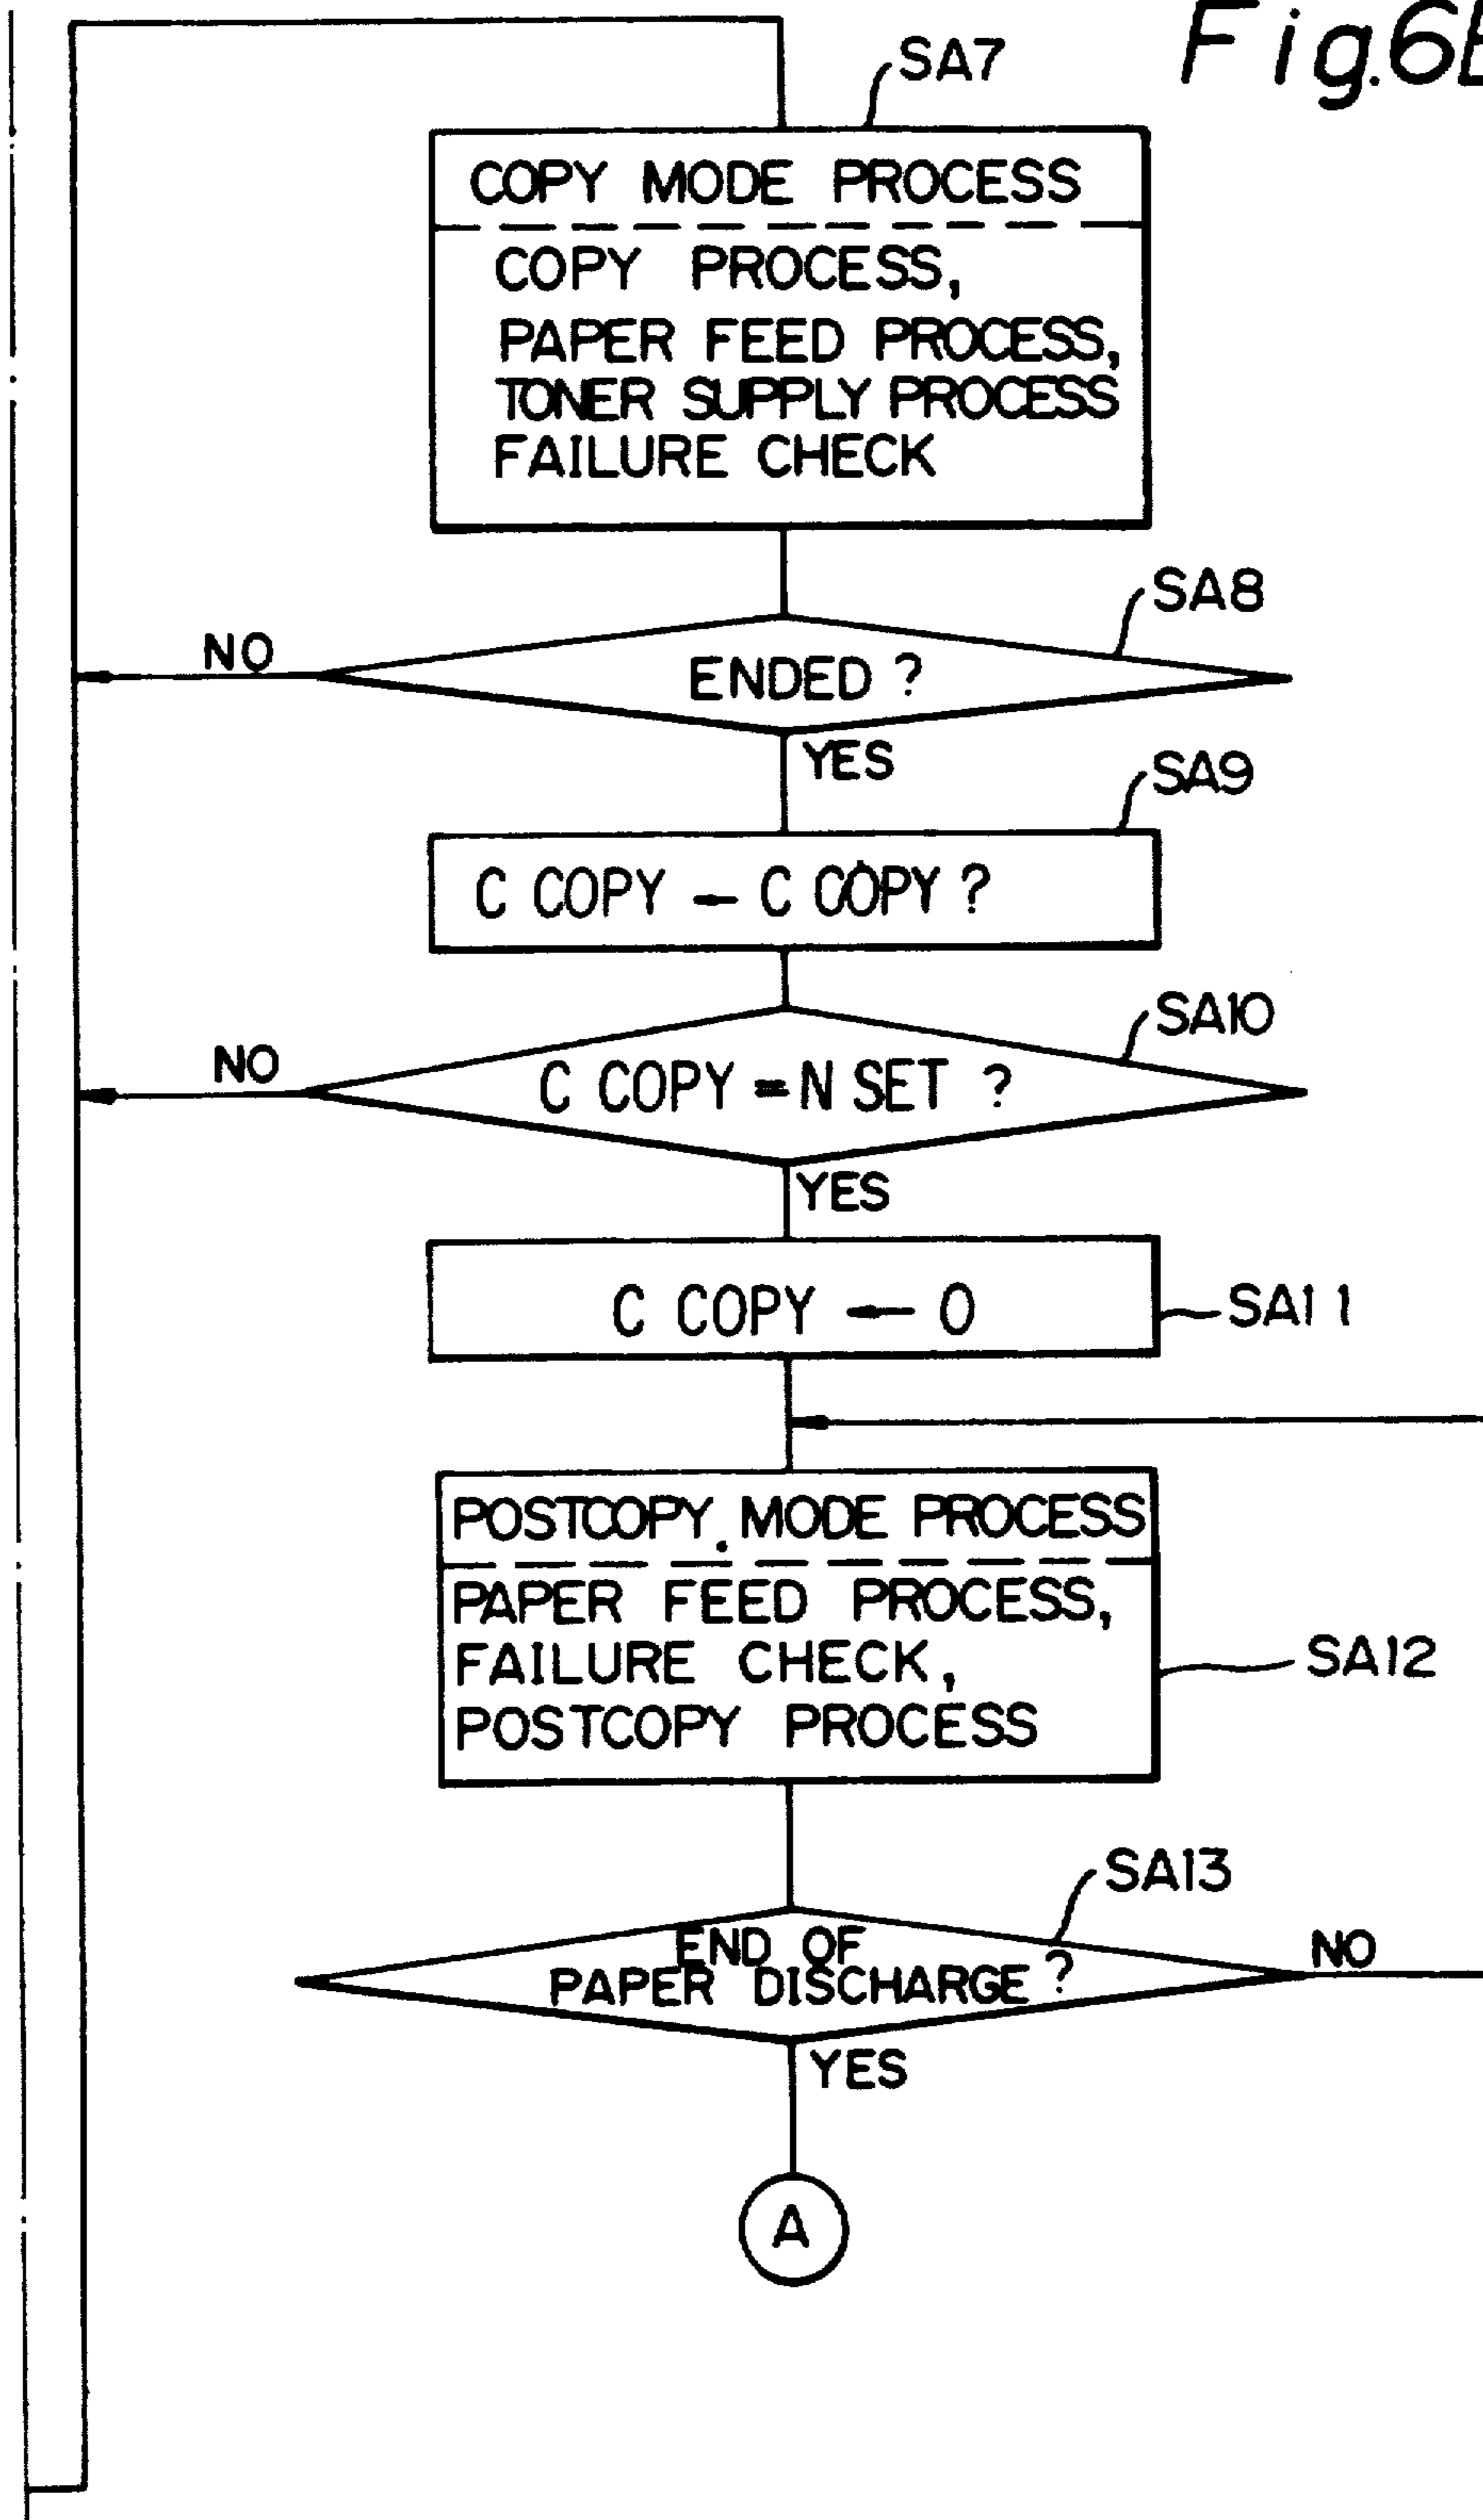 Fig.6B
SA7
COPY MODE PROCESS
COPY PROCESS,
PAPER FEED PROCESS,
TONER SUPPLY PROCESS
FAILURE CHECK
SA8
NO
ENDED ?
YES
SA9
C COPY ← C COPY ?
SA10
NO
C COPY = N SET ?
YES
C COPY ← 0
SA11
POSTCOPY MODE PROCESS
PAPER FEED PROCESS,
FAILURE CHECK,
POSTCOPY PROCESS
SA12
SA13
END OF
PAPER DISCHARGE ?
NO
YES
A